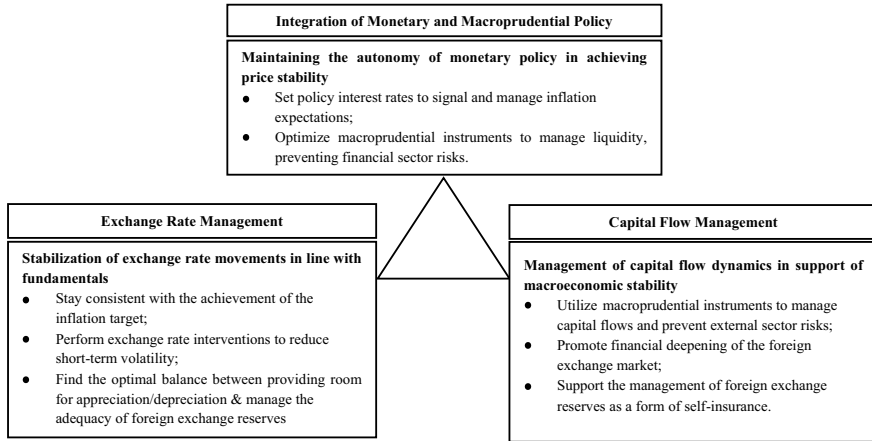 Integration of Monetary and Macroprudential Policy
Maintaining the autonomy of monetary policy in achieving
price stability
● Set policy interest rates to signal and manage inflation
expectations;
● Optimize macroprudential instruments to manage liquidity,
preventing financial sector risks.
Exchange Rate Management
Stabilization of exchange rate movements in line with
fundamentals
● Stay consistent with the achievement of the
inflation target;
● Perform exchange rate interventions to reduce
short-term volatility;
● Find the optimal balance between providing room
for appreciation/depreciation & manage the
adequacy of foreign exchange reserves
Capital Flow Management
Management of capital flow dynamics in support of
macroeconomic stability
● Utilize macroprudential instruments to manage
capital flows and prevent external sector risks;
● Promote financial deepening of the foreign
exchange market;
● Support the management of foreign exchange
reserves as a form of self-insurance.